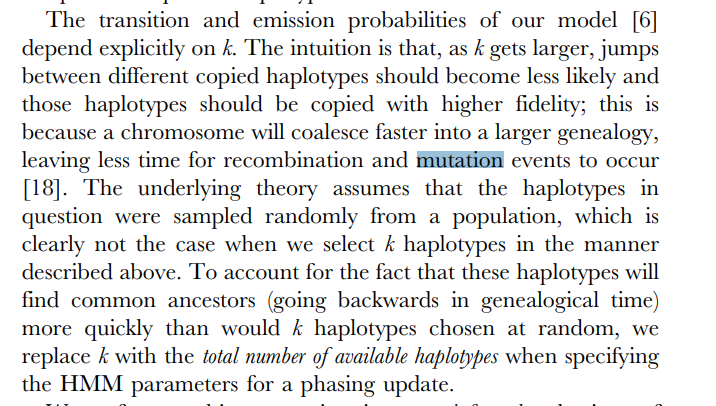 The transition and emission probabilities of our model [6]
depend explicitly on k. The intuition is that, as k gets larger, jumps
between different copied haplotypes should become less likely and
those haplotypes should be copied with higher fidelity; this is
because a chromosome will coalesce faster into a larger genealogy,
leaving less time for recombination and mutation events to occur
[18]. The underlying theory assumes that the haplotypes in
question were sampled randomly from a population, which is
clearly not the case when we select k haplotypes in the manner
described above. To account for the fact that these haplotypes will
find common ancestors (going backwards in genealogical time)
more quickly than would k haplotypes chosen at random, we
replace k with the total number of available haplotypes when specifying
the HMM parameters for a phasing update.